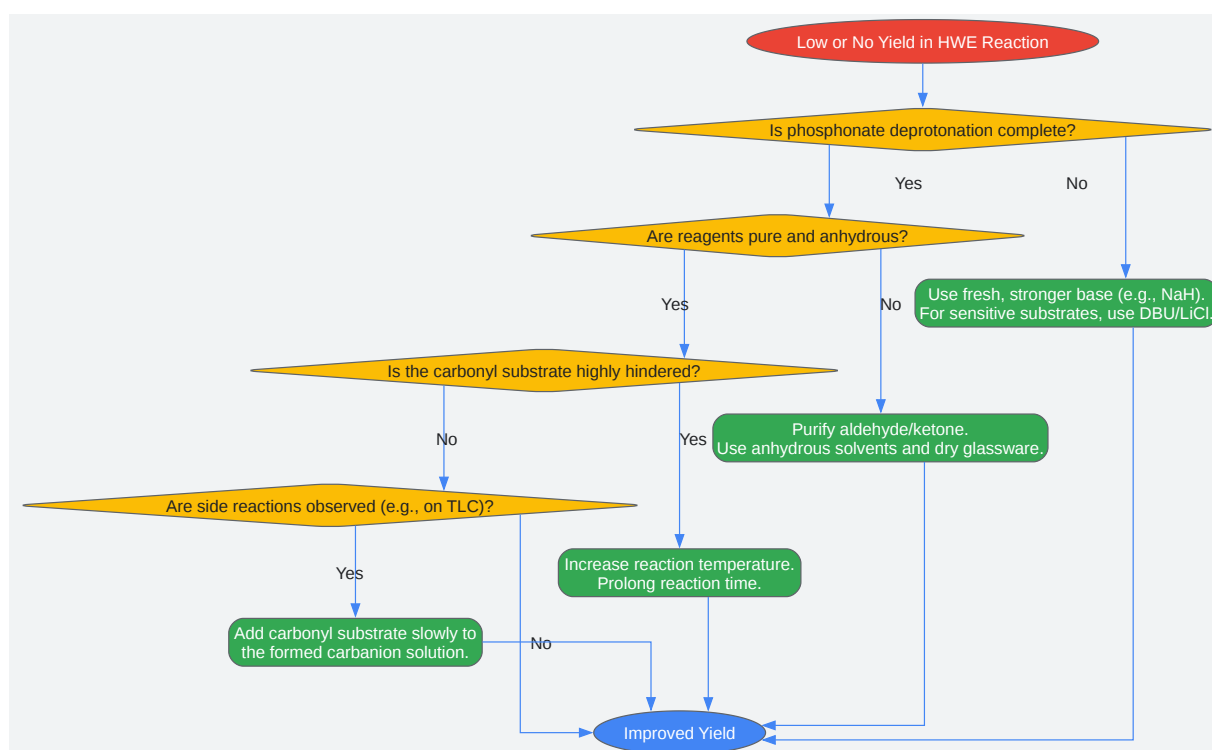 Low or No Yield in HWE Reaction
Is phosphonate deprotonation complete?
Yes
No
Are reagents pure and anhydrous?
Use fresh, stronger base (e.g., NaH).
For sensitive substrates, use DBU/LiCl.
Yes
No
Is the carbonyl substrate highly hindered?
Purify aldehyde/ketone.
Use anhydrous solvents and dry glassware.
No
Yes
Are side reactions observed (e.g., on TLC)?
Increase reaction temperature.
Prolong reaction time.
Yes
Add carbonyl substrate slowly to
the formed carbanion solution.
No
Improved Yield